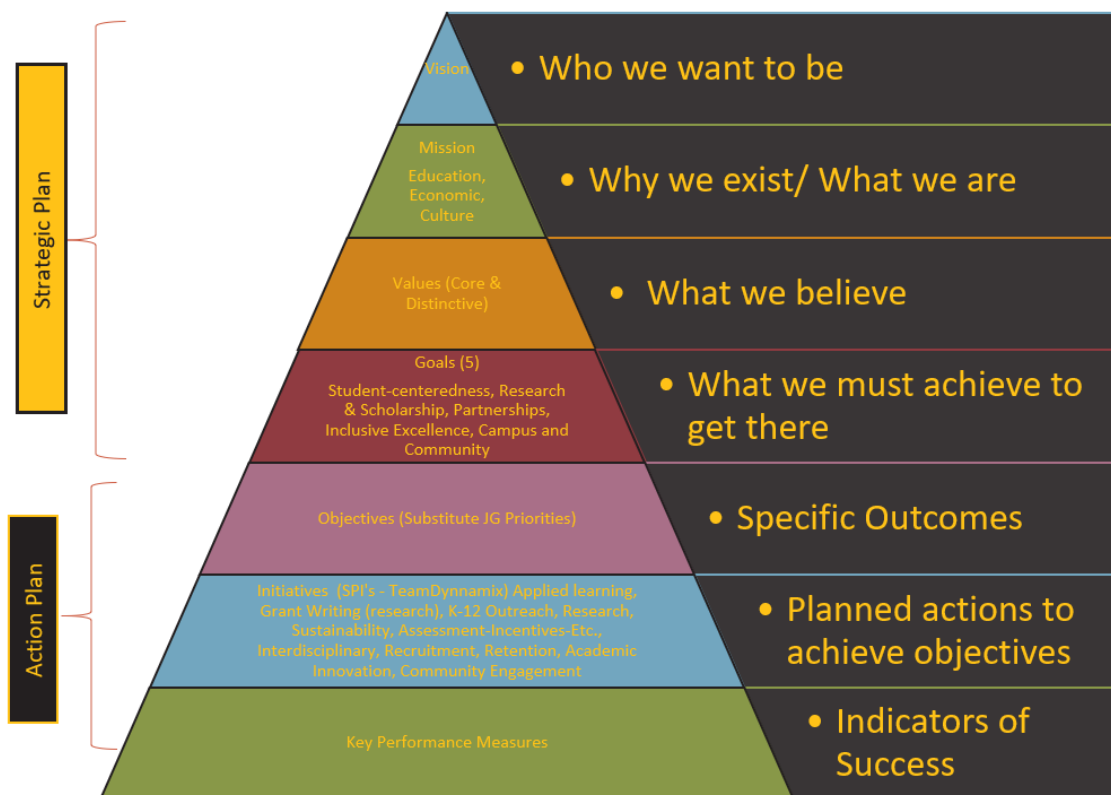 Strategic Plan
Vision
• Who we want to be
Mission
Education,
Economic,
Culture
• Why we exist/ What we are
Values (Core &
Distinctive)
• What we believe
Goals (5)
Student-centeredness, Research
& Scholarship, Partnerships,
Inclusive Excellence, Campus and
Community
• What we must achieve to
get there
Action Plan
Objectives (Substitute JG Priorities)
• Specific Outcomes
Initiatives (SPI's - TeamDynnamix) Applied learning,
Grant Writing (research), K-12 Outreach, Research,
Sustainability, Assessment-Incentives-Etc.,
Interdisciplinary, Recruitment, Retention, Academic
Innovation, Community Engagement
• Planned actions to
achieve objectives
Key Performance Measures
• Indicators of
Success